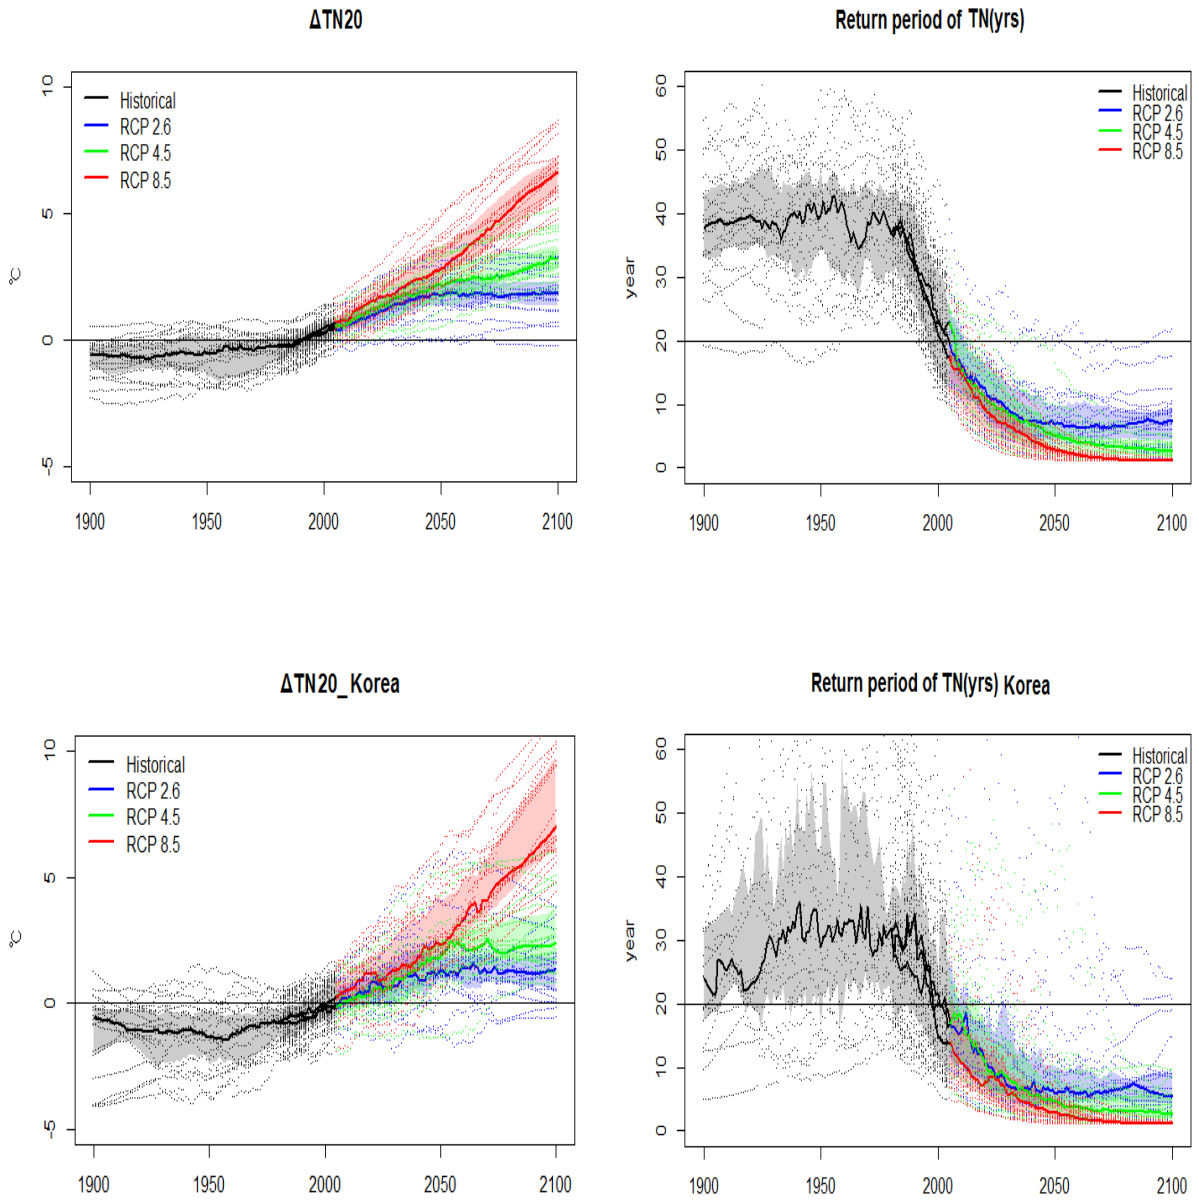 ΔTN20
Return period of TN(yrs)
10
5
0
-5
℃
Historical
RCP 2.6
RCP 4.5
RCP 8.5
1900 1950 2000 2050 2100
60
50
40
30
20
10
0
year
Historical
RCP 2.6
RCP 4.5
RCP 8.5
1900 1950 2000 2050 2100
ΔTN20_Korea
Return period of TN(yrs) Korea
10
5
0
-5
℃
Historical
RCP 2.6
RCP 4.5
RCP 8.5
1900 1950 2000 2050 2100
60
50
40
30
20
10
0
year
Historical
RCP 2.6
RCP 4.5
RCP 8.5
1900 1950 2000 2050 2100